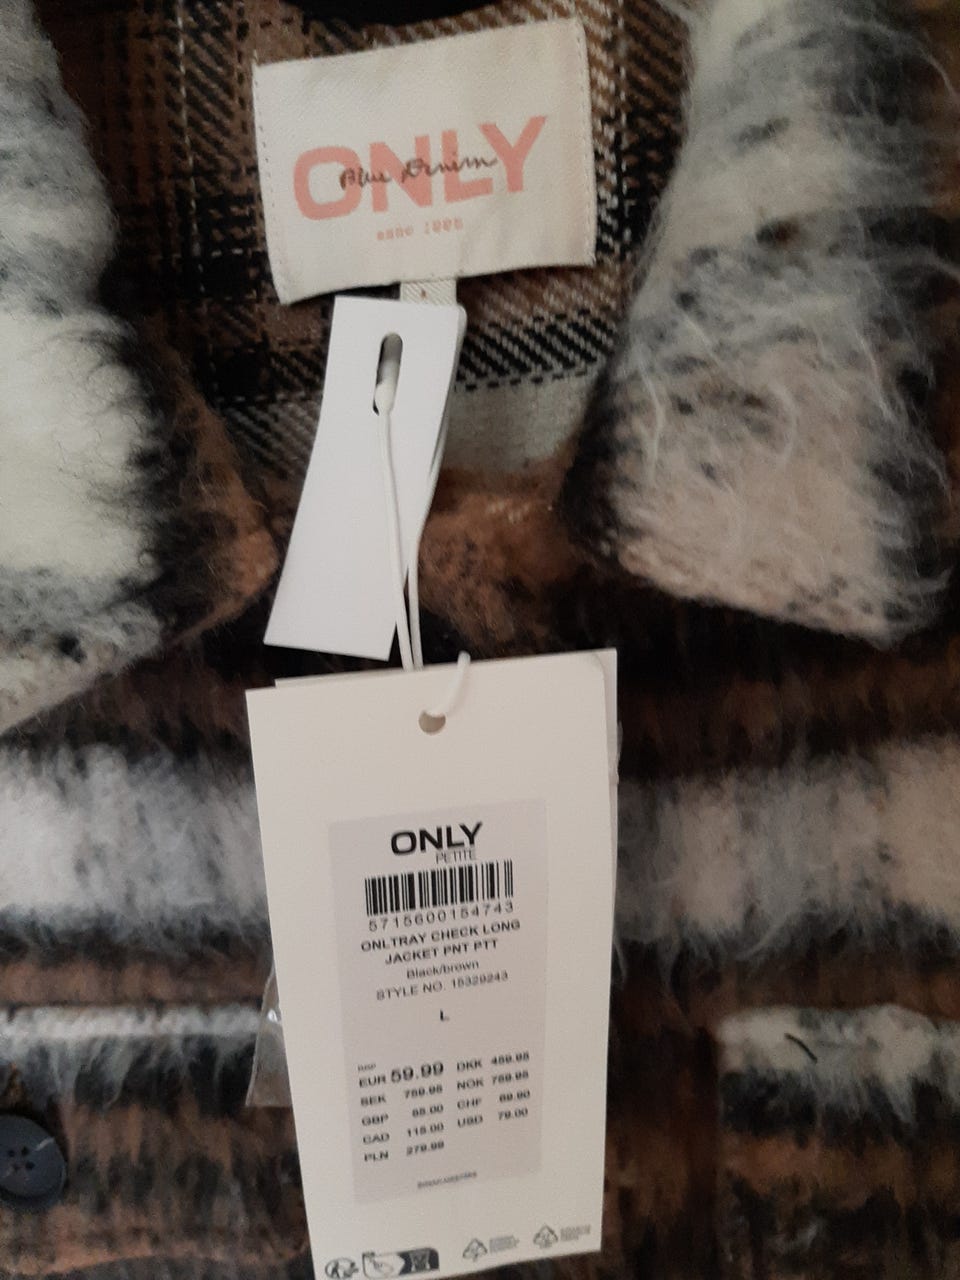 ONLY
Blue Denim
ONLY
PETITE
5715600154743
ONLTRAY CHECK LONG
JACKET PNT PTT
Black/brown
STYLE NO. 15329243
L
RRP
EUR 59.99 DKK 459.95
SEK 759.95 NOK 759.95
GBP 55.00 CHF 89.90
CAD 115.00 USD 79.00
PLN 279.99